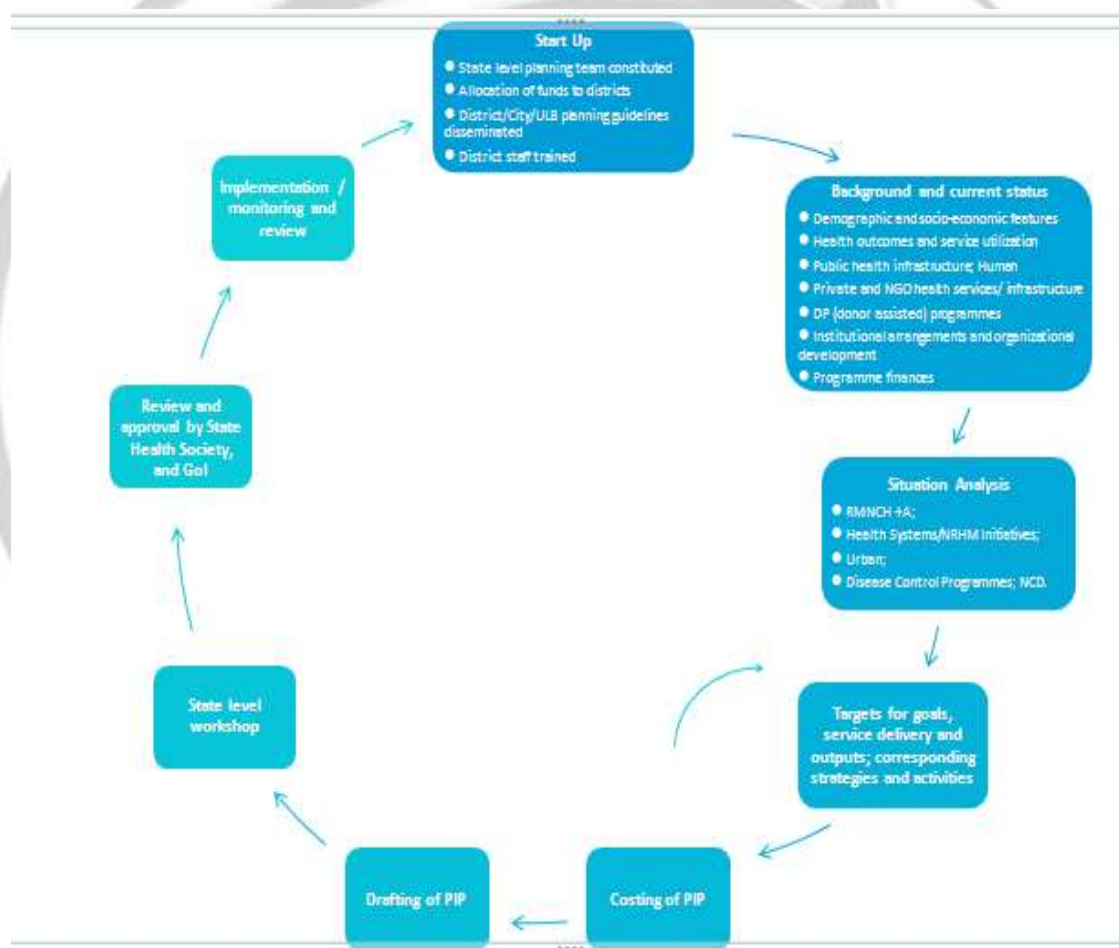 Start Up
● State level planning team constituted
● Allocation of funds to districts
● District/City/ULB planning guidelines
disseminated
● District staff trained
Background and current status
● Demographic and socio-economic features
● Health outcomes and service utilization
● Public health infrastructure; Human
● Private and NGO health services/ infrastructure
● DP (donor assisted) programmes
● Institutional arrangements and organizational
development
● Programme finances
Situation Analysis
● RMNCH +A;
● Health Systems/NRHM Initiatives;
● Urban;
● Disease Control Programmes; NCD.
Targets for goals,
service delivery and
outputs; corresponding
strategies and activities
Costing of PIP
Drafting of PIP
State level
workshop
Review and
approval by State
Health Society,
and GoI
Implementation /
monitoring and
review